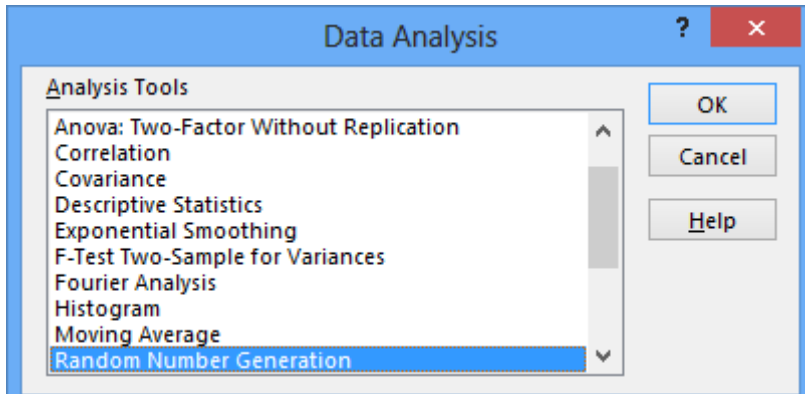 Data Analysis
?
×
Analysis Tools
Anova: Two-Factor Without Replication
Correlation
Covariance
Descriptive Statistics
Exponential Smoothing
F-Test Two-Sample for Variances
Fourier Analysis
Histogram
Moving Average
Random Number Generation
OK
Cancel
Help